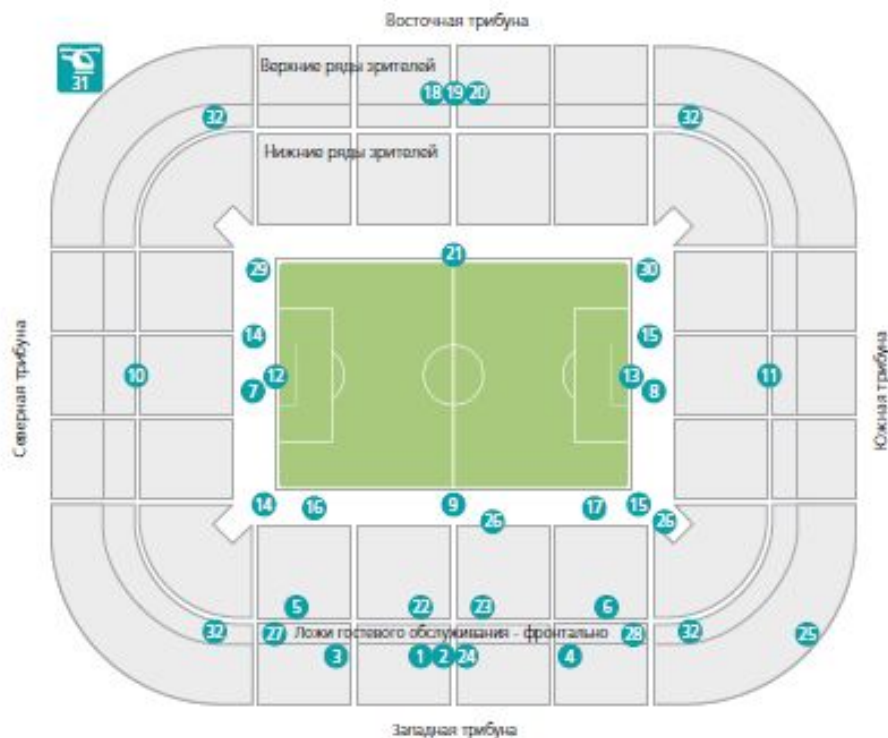 Восточная трибуна
31
Верхние ряды зрителей
18 19 20
32 32
Нижние ряды зрителей
21
29 30
14 15
Северная трибуна
Южная трибуна
10 12 13 11
7 8
14 16 9 17 15
26 26
5 22 23 6
32 27 Ложи гостевого обслуживания - фронтально 28 32 25
3 1 2 24 4
Западная трибуна